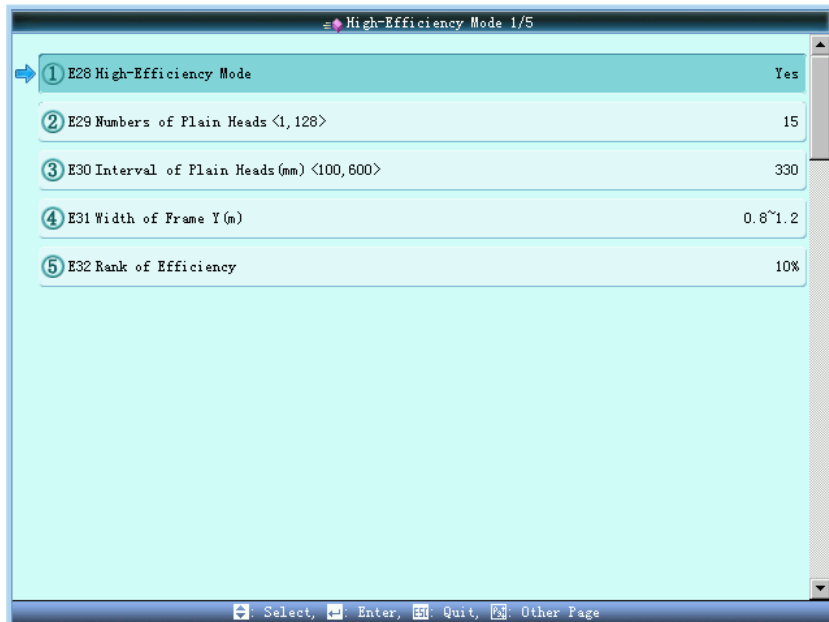 High-Efficiency Mode 1/5
① E28 High-Efficiency Mode Yes
② E29 Numbers of Plain Heads <1,128> 15
③ E30 Interval of Plain Heads(mm) <100,600> 330
④ E31 Width of Frame Y(m) 0.8~1.2
⑤ E32 Rank of Efficiency 10%
: Select, : Enter, ESC: Quit, : Other Page